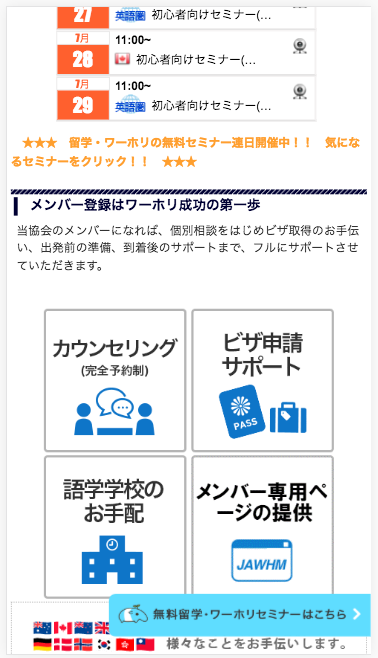 27
英語圏 初心者向けセミナー(...
7月
28
11:00~
初心者向けセミナー(...
7月
29
11:00~
英語圏 初心者向けセミナー(...
★★★ 留学・ワーホリの無料セミナー連日開催中！！ 気にな
るセミナーをクリック！！ ★★★
メンバー登録はワーホリ成功の第一歩
当協会のメンバーになれば、個別相談をはじめビザ取得のお手伝
い、出発前の準備、到着後のサポートまで、フルにサポートさせ
ていただきます。
カウンセリング
(完全予約制)
ビザ申請
サポート
PASS
語学学校の
お手配
メンバー専用ペ
ージの提供
JAWHM
無料留学・ワーホリセミナーはこちら
様々なことをお手伝いします。